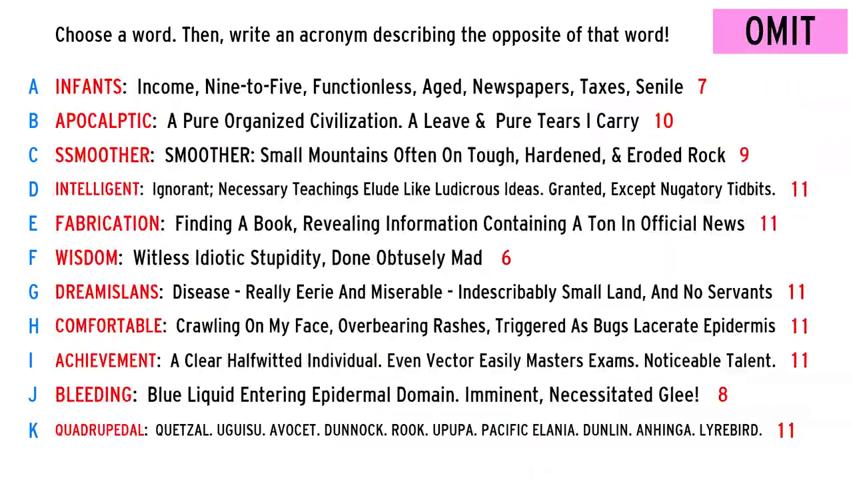 Choose a word. Then, write an acronym describing the opposite of that word!
OMIT
A INFANTS: Income, Nine-to-Five, Functionless, Aged, Newspapers, Taxes, Senile 7
B APOCALPTIC: A Pure Organized Civilization. A Leave & Pure Tears I Carry 10
C SSMOOTHER: SMOOTHER: Small Mountains Often On Tough, Hardened, & Eroded Rock 9
D INTELLIGENT: Ignorant; Necessary Teachings Elude Like Ludicrous Ideas. Granted, Except Nugatory Tidbits. 11
E FABRICATION: Finding A Book, Revealing Information Containing A Ton In Official News 11
F WISDOM: Witless Idiotic Stupidity, Done Obtusely Mad 6
G DREAMISLANS: Disease - Really Eerie And Miserable - Indescribably Small Land, And No Servants 11
H COMFORTABLE: Crawling On My Face, Overbearing Rashes, Triggered As Bugs Lacerate Epidermis 11
I ACHIEVEMENT: A Clear Halfwitted Individual. Even Vector Easily Masters Exams. Noticeable Talent. 11
J BLEEDING: Blue Liquid Entering Epidermal Domain. Imminent, Necessitated Glee! 8
K QUADRUPEDAL: QUETZAL. UGUISU. AVOCET. DUNNOCK. ROOK. UPUPA. PACIFIC ELANIA. DUNLIN. ANHINGA. LYREBIRD. 11